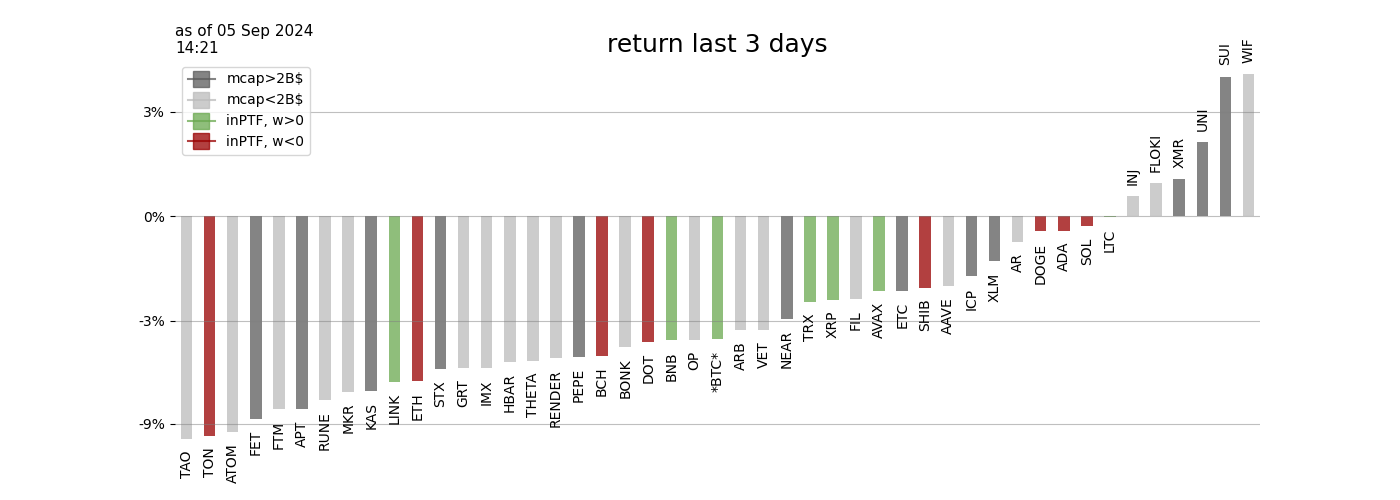 as of 05 Sep 2024
14:21
return last 3 days
mcap>2B$
mcap<2B$
inPTF, w>0
inPTF, w<0
3%
0%
-3%
-9%
TAO
TON
ATOM
FET
FTM
APT
RUNE
MKR
KAS
LINK
ETH
STX
GRT
IMX
HBAR
THETA
RENDER
PEPE
BCH
BONK
DOT
BNB
OP
*BTC*
ARB
VET
NEAR
TRX
XRP
FIL
AVAX
ETC
SHIB
AAVE
ICP
XLM
AR
DOGE
ADA
SOL
LTC
INJ
FLOKI
XMR
UNI
SUI
WIF